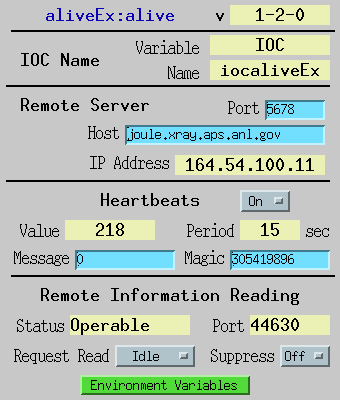 aliveEx:alive v 1-2-0
Variable IOC
IOC Name
Name iocaliveEx
Remote Server Port 5678
Host joule.xray.aps.anl.gov
IP Address 164.54.100.11
Heartbeats On
Value 218 Period 15 sec
Message 0 Magic 305419896
Remote Information Reading
Status Operable Port 44630
Request Read Idle Suppress Off
Environment Variables